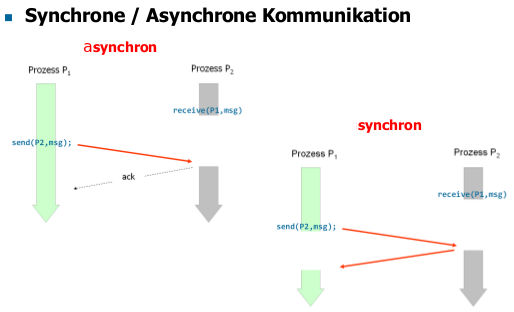 Synchrone / Asynchrone Kommunikation
asynchron
Prozess P1
Prozess P2
receive(P1,msg)
send(P2,msg);
ack
synchron
Prozess P1
Prozess P2
receive(P1,msg)
send(P2,msg);